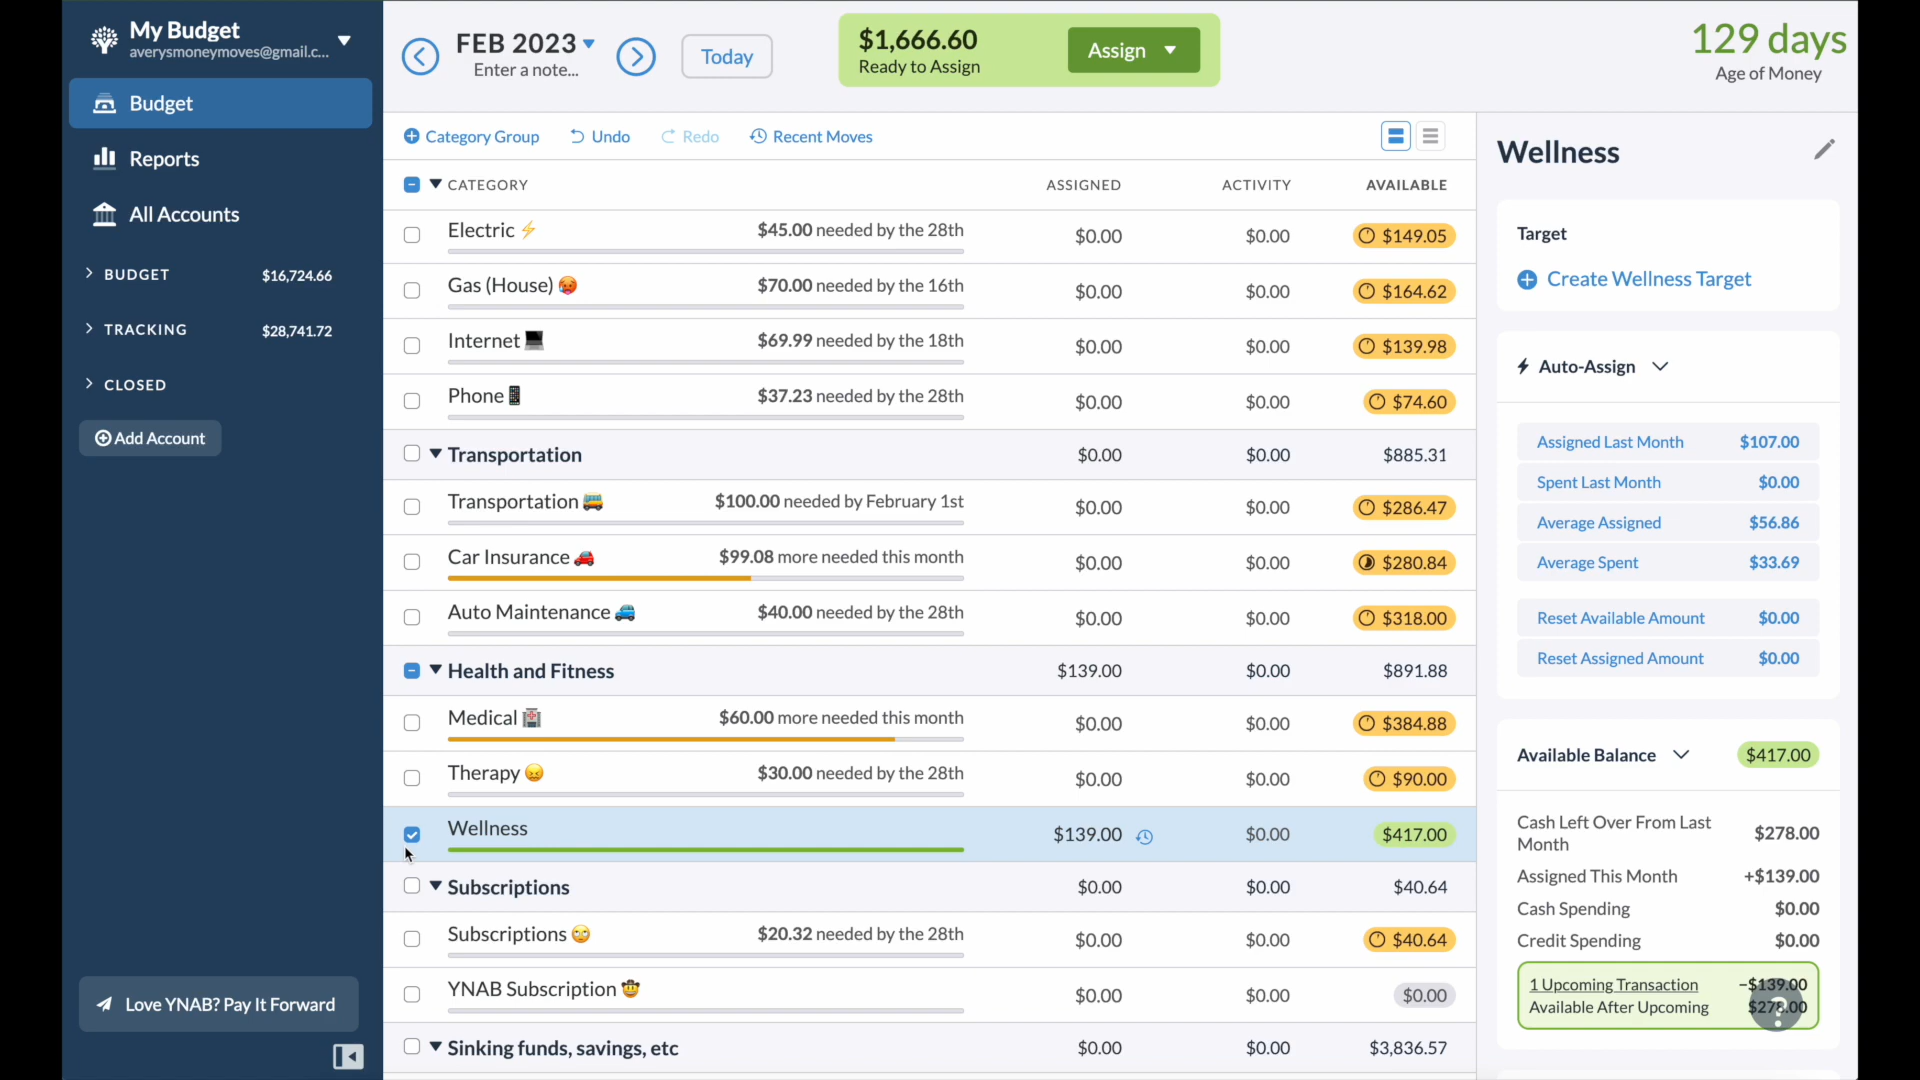 My Budget
averysmoneymoves@gmail.c...
Budget
Reports
All Accounts
BUDGET $16,724.66
TRACKING $28,741.72
CLOSED
Add Account
Love YNAB? Pay It Forward
FEB 2023
Enter a note...
Today
$1,666.60
Ready to Assign
Assign
129 days
Age of Money
Category Group Undo Redo Recent Moves
CATEGORY ASSIGNED ACTIVITY AVAILABLE
Electric ⚡ $45.00 needed by the 28th $0.00 $0.00 $149.05
Gas (House) 🥵 $70.00 needed by the 16th $0.00 $0.00 $164.62
Internet 💻 $69.99 needed by the 18th $0.00 $0.00 $139.98
Phone 📱 $37.23 needed by the 28th $0.00 $0.00 $74.60
Transportation $0.00 $0.00 $885.31
Transportation 🚌 $100.00 needed by February 1st $0.00 $0.00 $286.47
Car Insurance 🚗 $99.08 more needed this month $0.00 $0.00 $280.84
Auto Maintenance 🚙 $40.00 needed by the 28th $0.00 $0.00 $318.00
Health and Fitness $139.00 $0.00 $891.88
Medical 🏥 $60.00 more needed this month $0.00 $0.00 $384.88
Therapy 😖 $30.00 needed by the 28th $0.00 $0.00 $90.00
Wellness $139.00 $0.00 $417.00
Subscriptions $0.00 $0.00 $40.64
Subscriptions 🙄 $20.32 needed by the 28th $0.00 $0.00 $40.64
YNAB Subscription 🤠 $0.00 $0.00 $0.00
Sinking funds, savings, etc $0.00 $0.00 $3,836.57
Wellness
Target
Create Wellness Target
Auto-Assign
Assigned Last Month $107.00
Spent Last Month $0.00
Average Assigned $56.86
Average Spent $33.69
Reset Available Amount $0.00
Reset Assigned Amount $0.00
Available Balance $417.00
Cash Left Over From Last
Month $278.00
Assigned This Month +$139.00
Cash Spending $0.00
Credit Spending $0.00
1 Upcoming Transaction −$139.00
Available After Upcoming $278.00
?